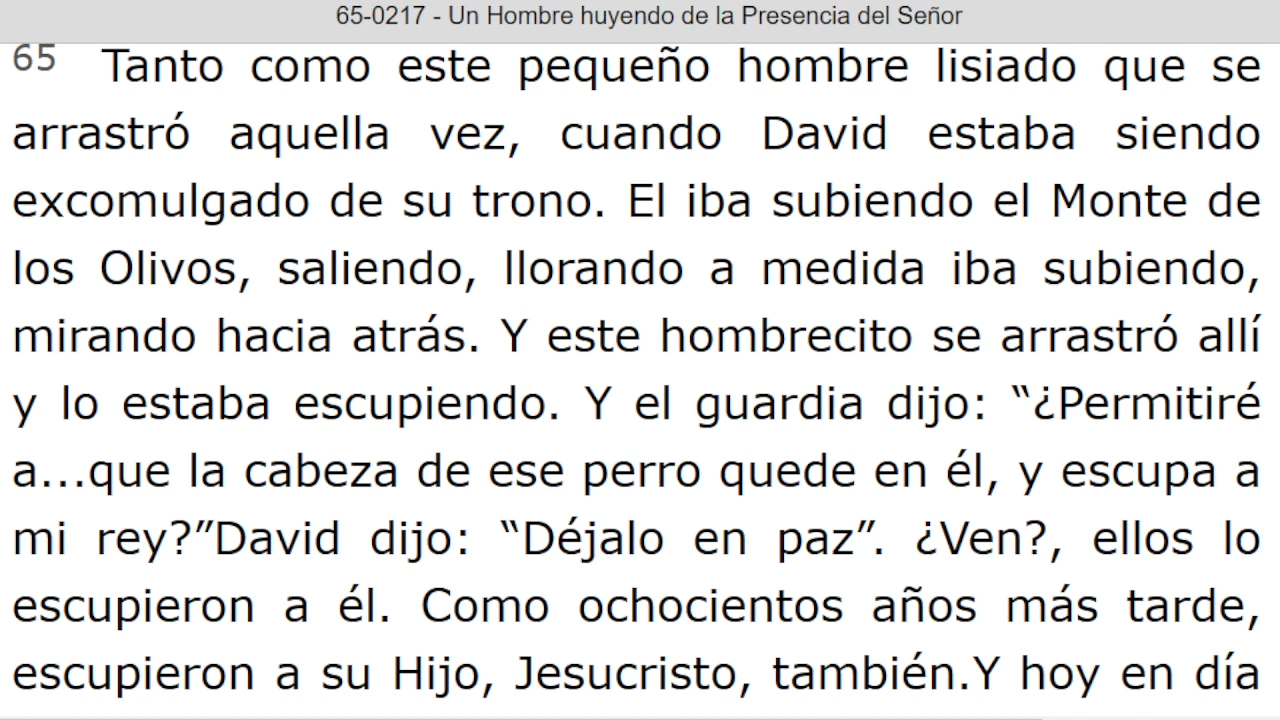 65-0217 - Un Hombre huyendo de la Presencia del Señor
65 Tanto como este pequeño hombre lisiado que se
arrastró aquella vez, cuando David estaba siendo
excomulgado de su trono. El iba subiendo el Monte de
los Olivos, saliendo, llorando a medida iba subiendo,
mirando hacia atrás. Y este hombrecito se arrastró allí
y lo estaba escupiendo. Y el guardia dijo: “¿Permitiré
a...que la cabeza de ese perro quede en él, y escupa a
mi rey?”David dijo: “Déjalo en paz”. ¿Ven?, ellos lo
escupieron a él. Como ochocientos años más tarde,
escupieron a su Hijo, Jesucristo, también.Y hoy en día